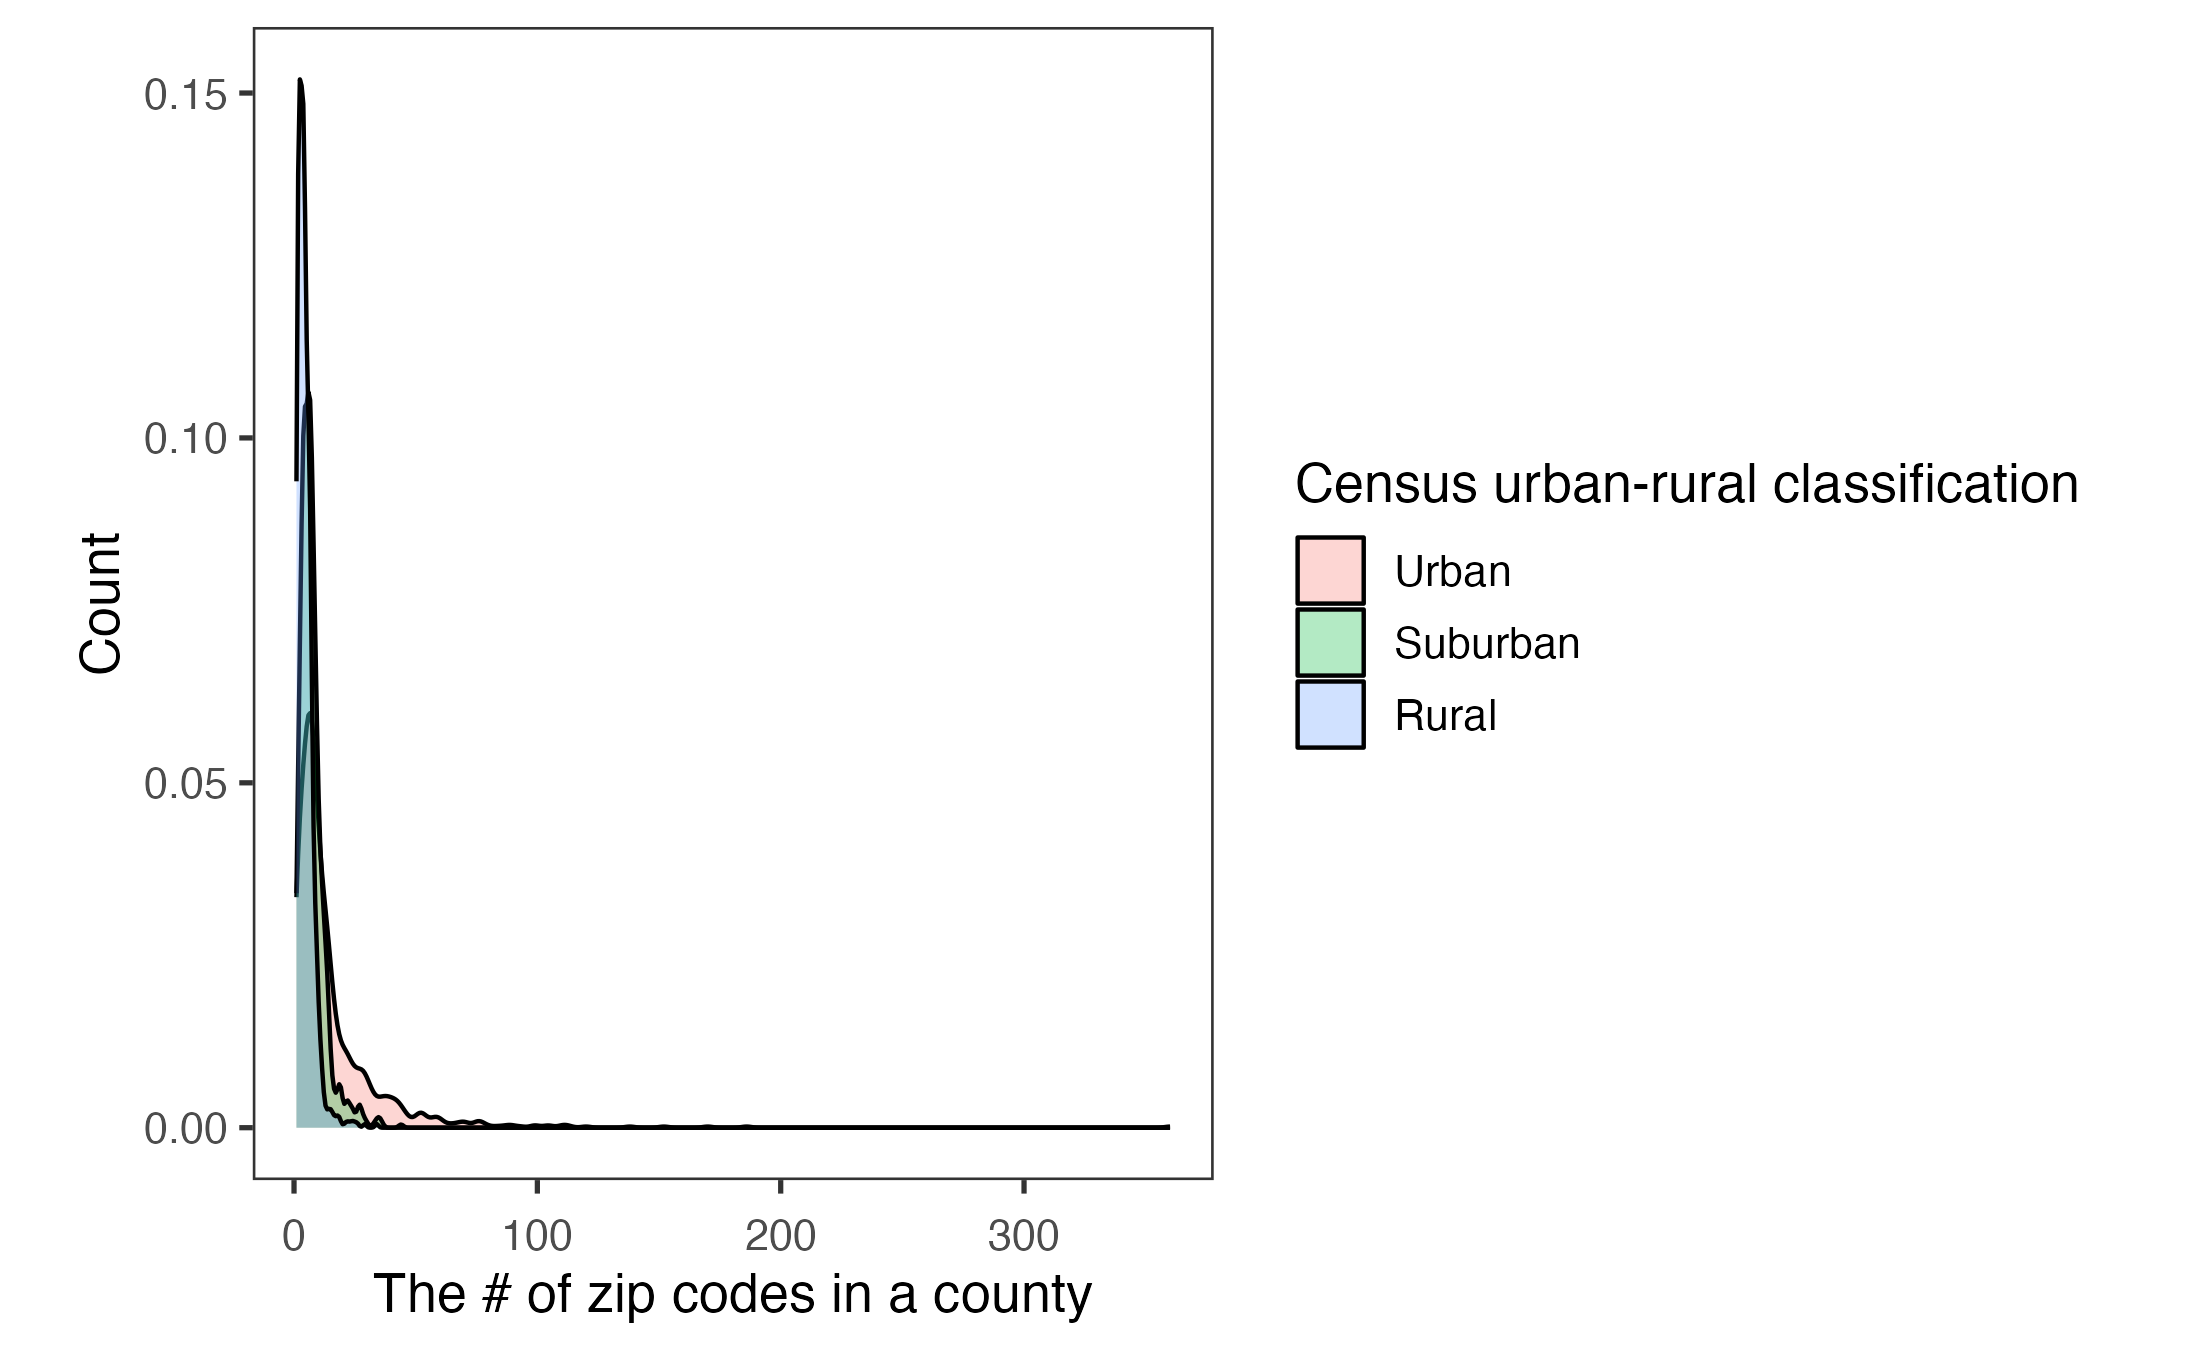 0.15
0.10
0.05
0.00
Count
0 100 200 300
The # of zip codes in a county
Census urban-rural classification
Urban
Suburban
Rural